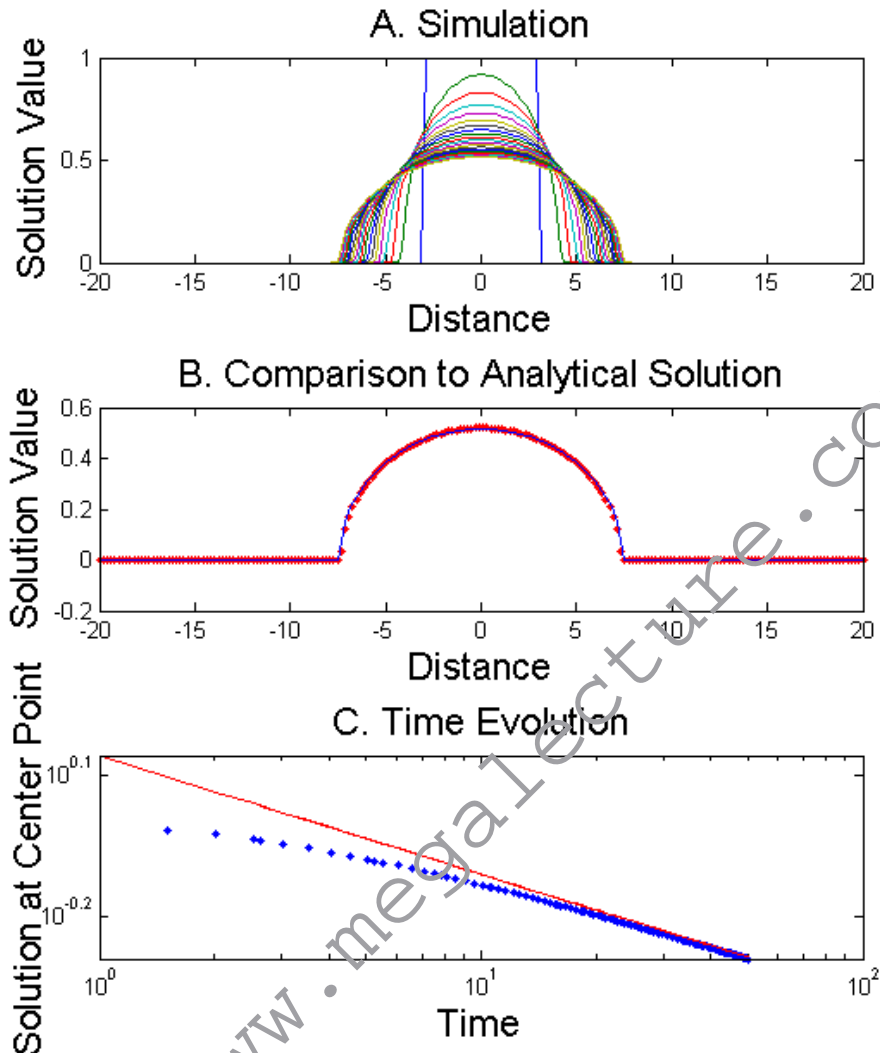 A. Simulation
Solution Value
1
0.5
0
-20 -15 -10 -5 0 5 10 15 20
Distance
B. Comparison to Analytical Solution
Solution Value
0.6
0.4
0.2
0
-0.2
-20 -15 -10 -5 0 5 10 15 20
Distance
C. Time Evolution
Solution at Center Point
10^0.1
10^-0.2
10^0 10^1 10^2
Time
www.megalecture.co